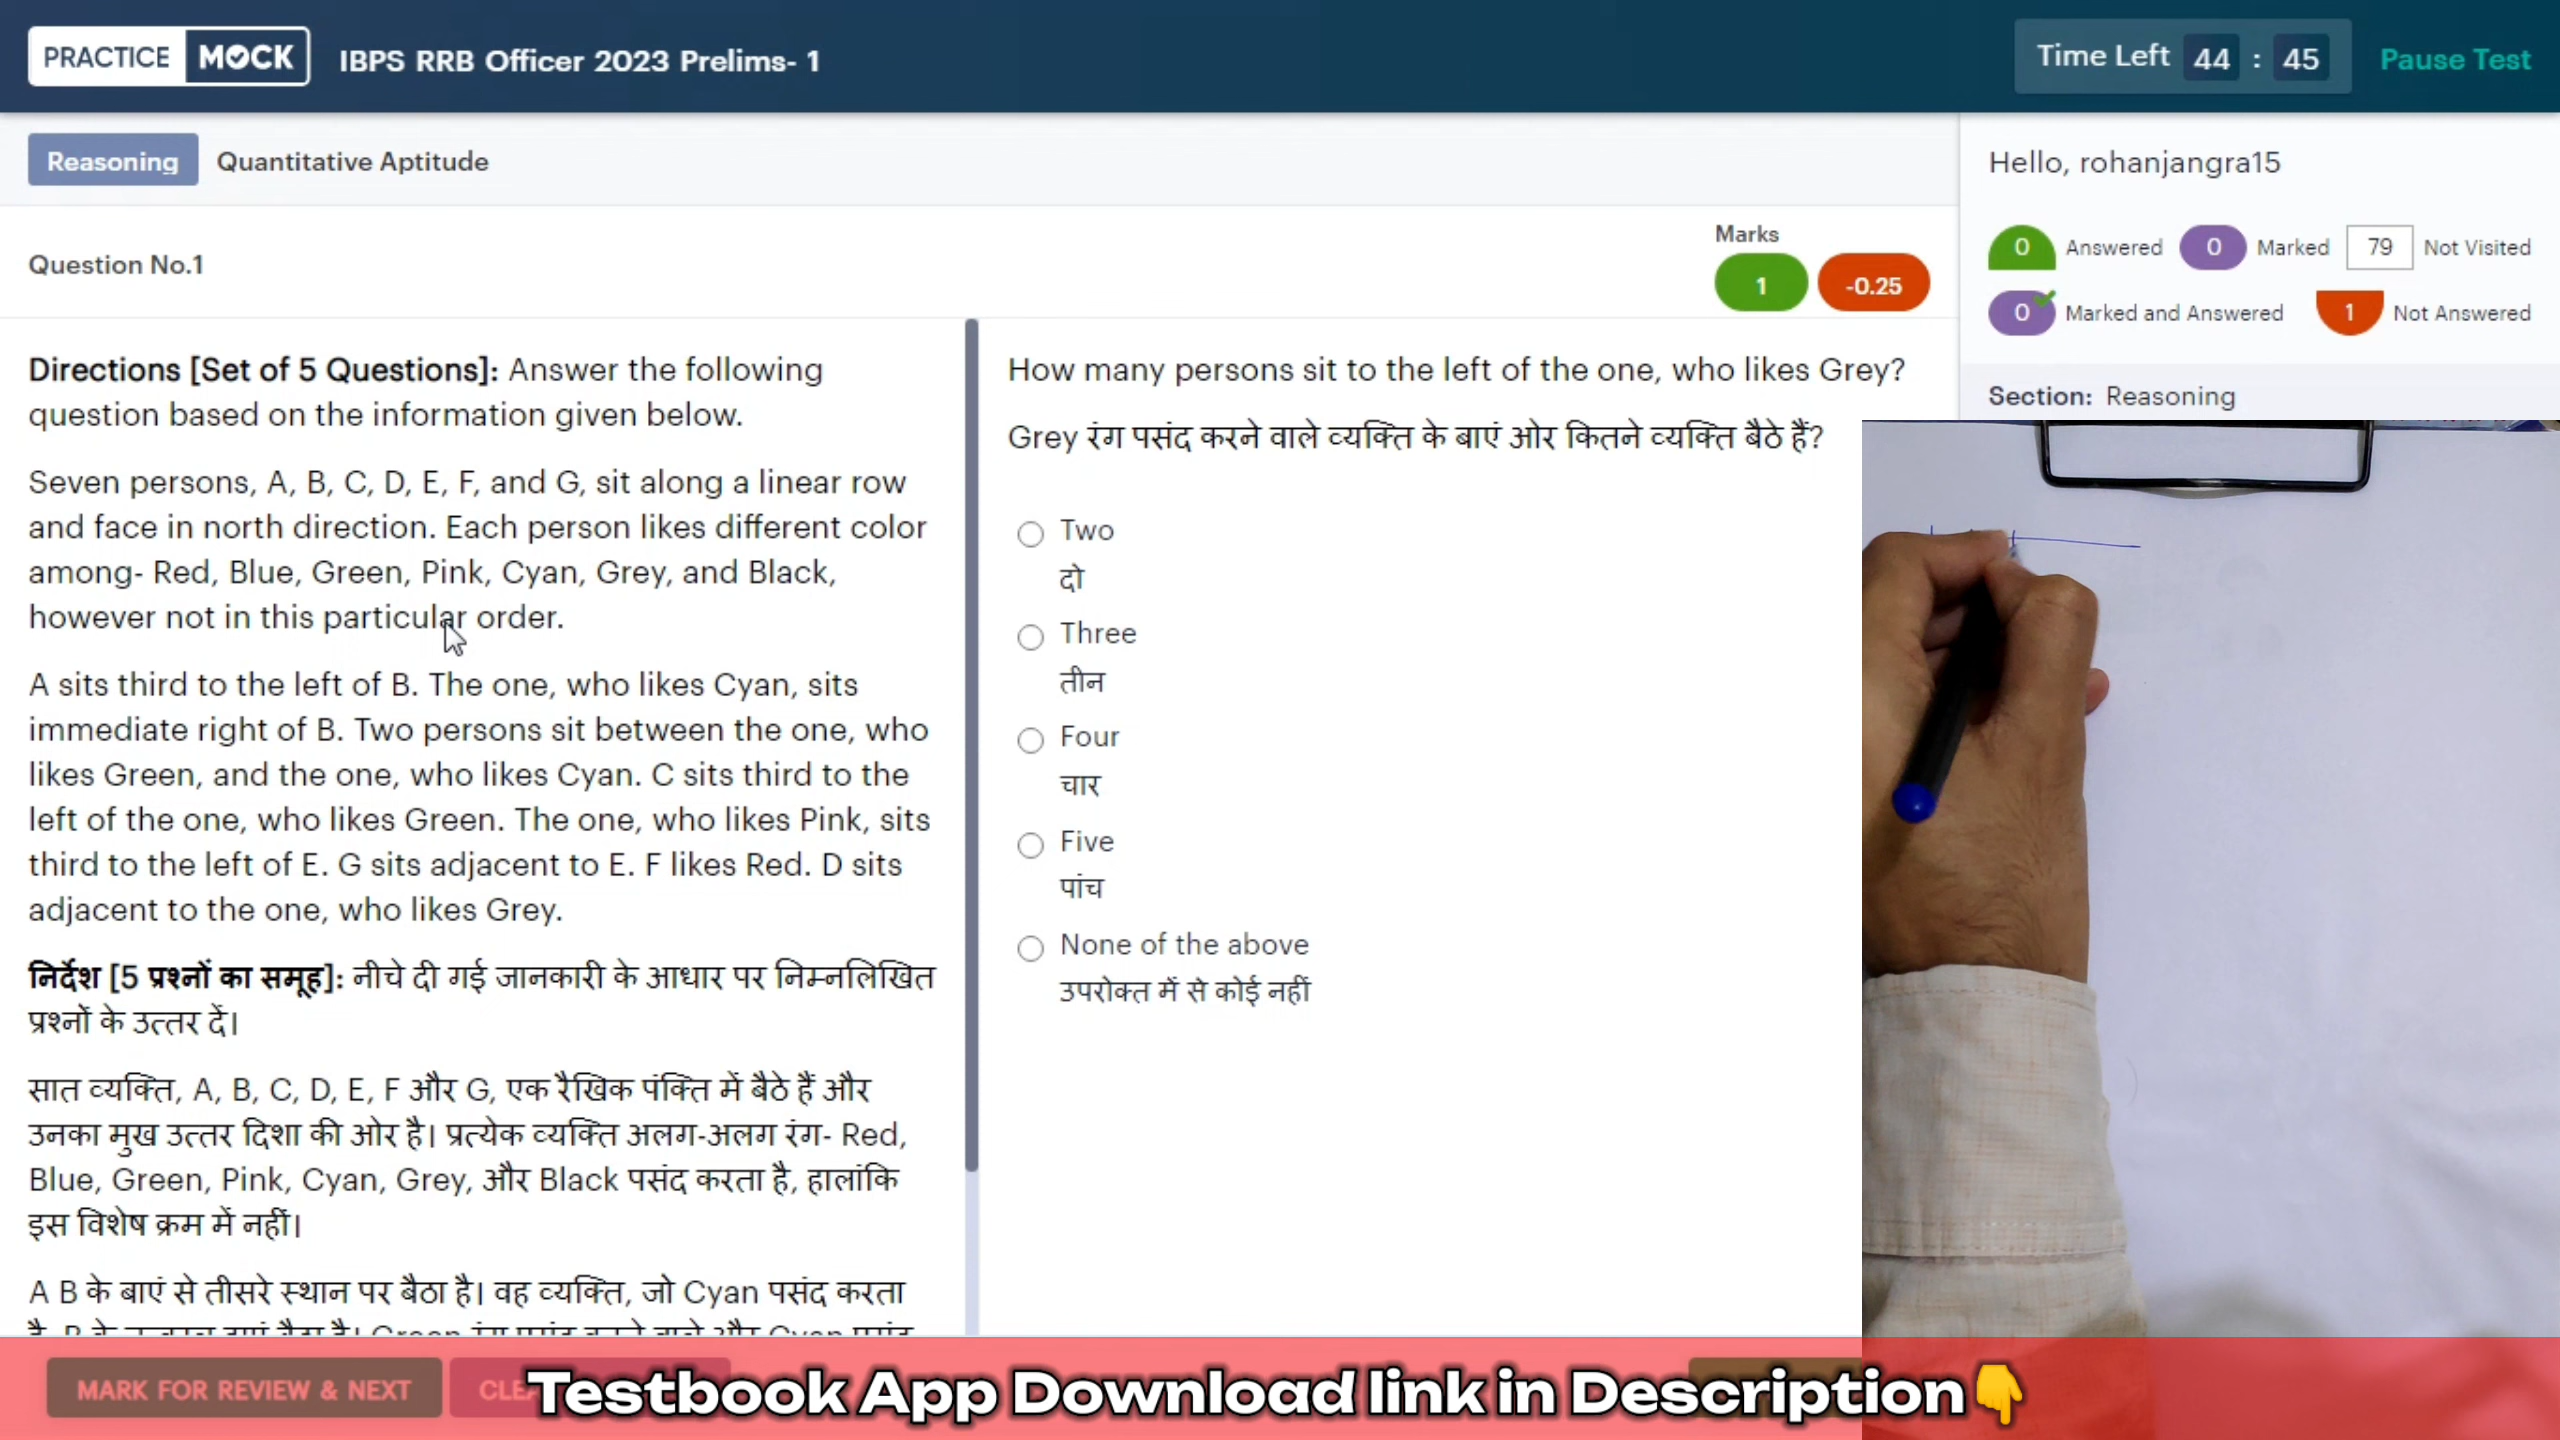 PRACTICE MOCK
IBPS RRB Officer 2023 Prelims- 1
Time Left 44 : 45
Pause Test
Reasoning
Quantitative Aptitude
Hello, rohanjangra15
Question No.1
Marks
1
-0.25
0 Answered
0 Marked
79 Not Visited
0 Marked and Answered
1 Not Answered
Section: Reasoning
Directions [Set of 5 Questions]: Answer the following
question based on the information given below.
Seven persons, A, B, C, D, E, F, and G, sit along a linear row
and face in north direction. Each person likes different color
among- Red, Blue, Green, Pink, Cyan, Grey, and Black,
however not in this particular order.
A sits third to the left of B. The one, who likes Cyan, sits
immediate right of B. Two persons sit between the one, who
likes Green, and the one, who likes Cyan. C sits third to the
left of the one, who likes Green. The one, who likes Pink, sits
third to the left of E. G sits adjacent to E. F likes Red. D sits
adjacent to the one, who likes Grey.
निर्देश [5 प्रश्नों का समूह]: नीचे दी गई जानकारी के आधार पर निम्नलिखित
प्रश्नों के उत्तर दें।
सात व्यक्ति, A, B, C, D, E, F और G, एक रैखिक पंक्ति में बैठे हैं और
उनका मुख उत्तर दिशा की ओर है। प्रत्येक व्यक्ति अलग-अलग रंग- Red,
Blue, Green, Pink, Cyan, Grey, और Black पसंद करता है, हालांकि
इस विशेष क्रम में नहीं।
A B के बाएं से तीसरे स्थान पर बैठा है। वह व्यक्ति, जो Cyan पसंद करता
How many persons sit to the left of the one, who likes Grey?
Grey रंग पसंद करने वाले व्यक्ति के बाएं ओर कितने व्यक्ति बैठे हैं?
Two
दो
Three
तीन
Four
चार
Five
पांच
None of the above
उपरोक्त में से कोई नहीं
MARK FOR REVIEW & NEXT
Testbook App Download link in Description